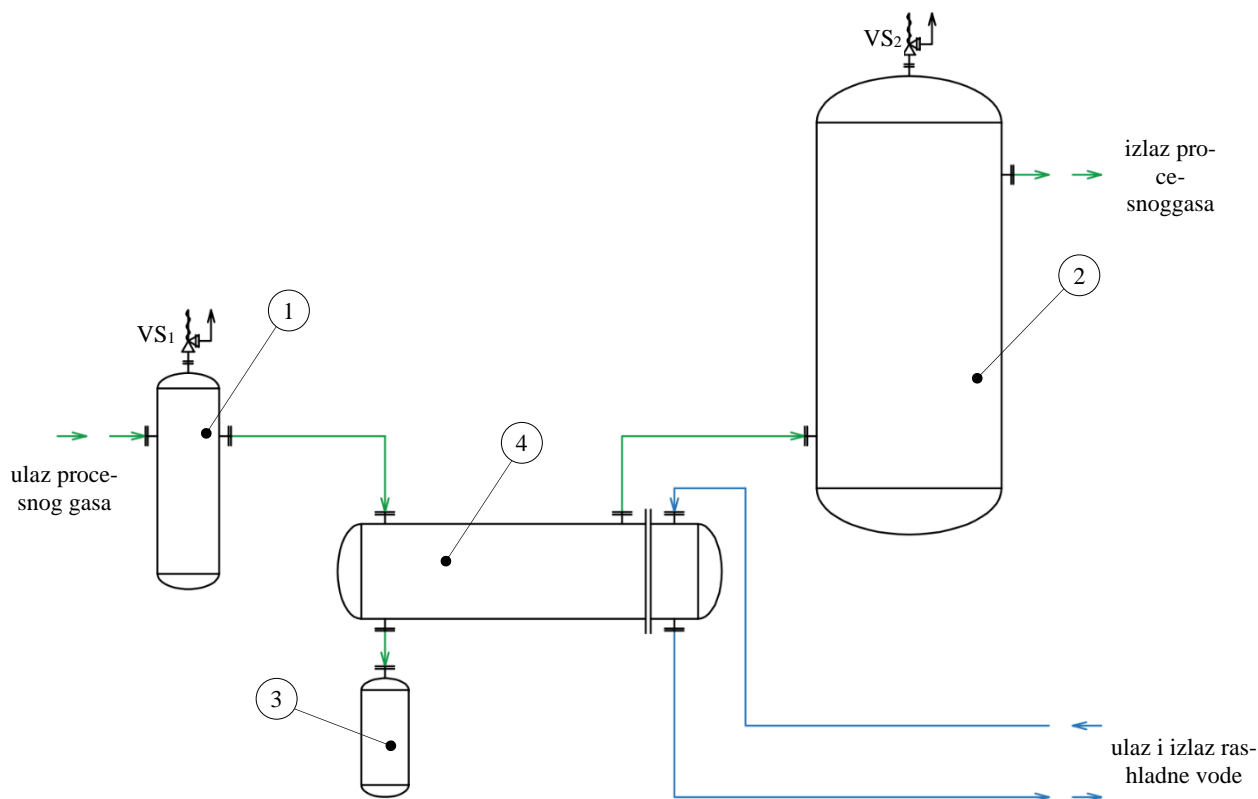 VS2
izlaz pro-
ce-
snoggasa
2
1
VS1
4
ulaz proce-
snog gasa
3
ulaz i izlaz ras-
hladne vode